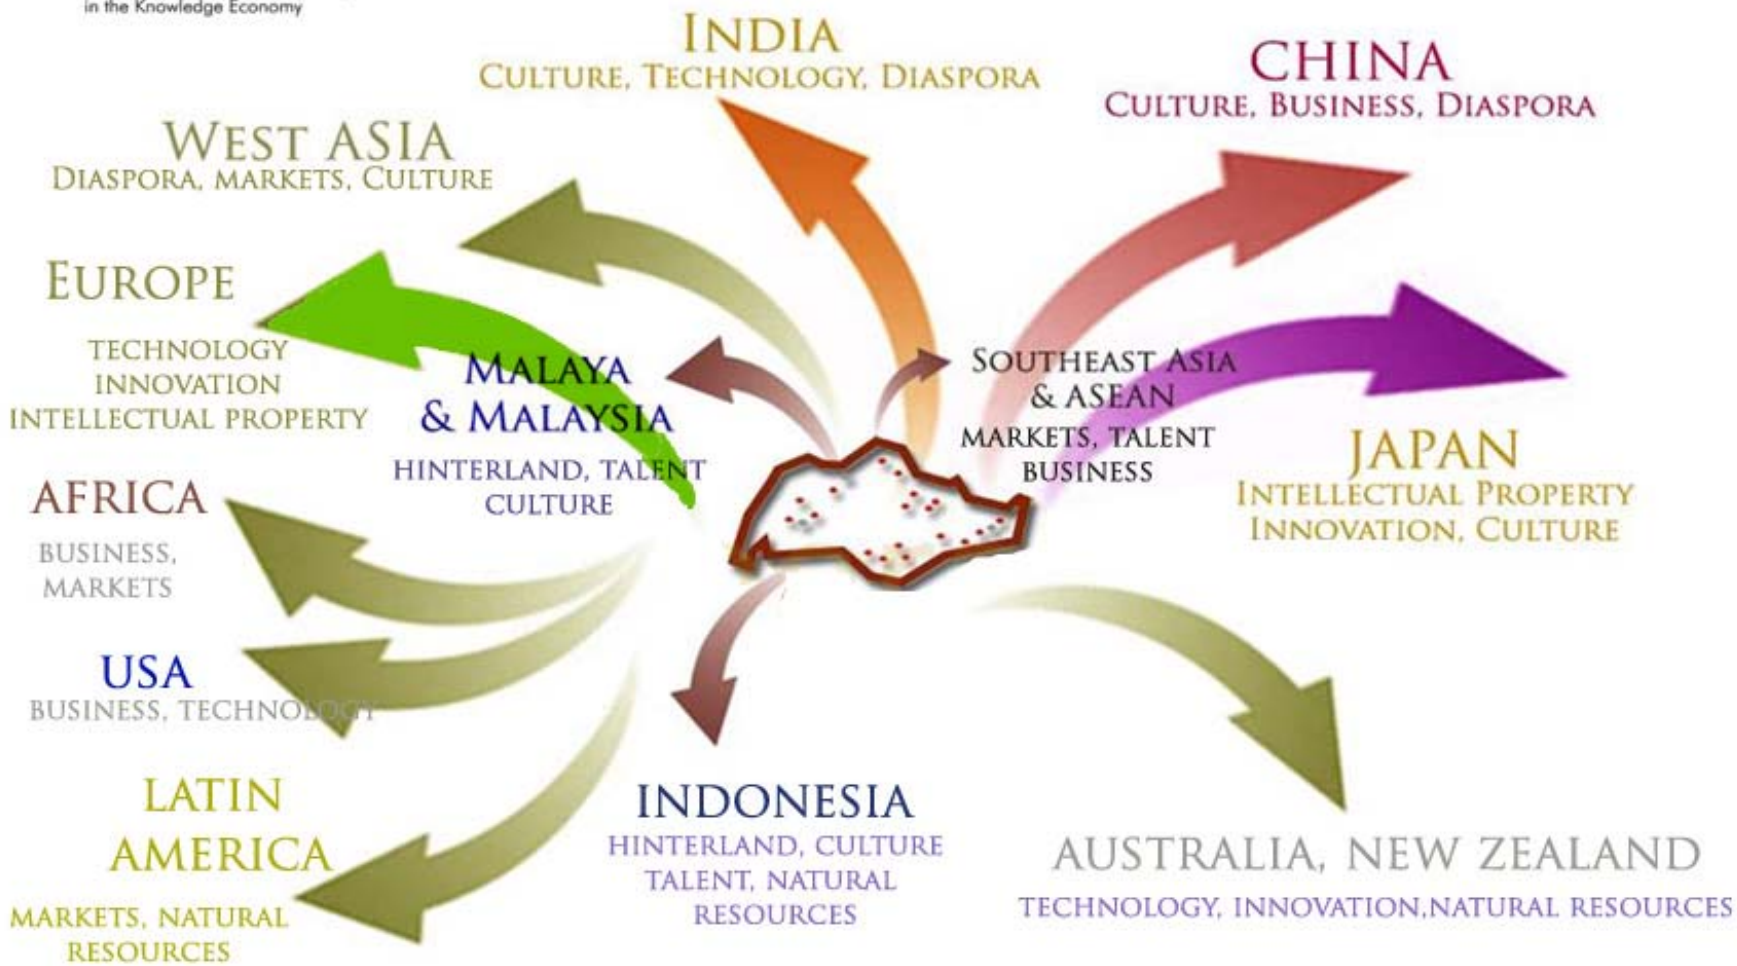 in the Knowledge Economy
INDIA
CULTURE, TECHNOLOGY, DIASPORA
CHINA
CULTURE, BUSINESS, DIASPORA
WEST ASIA
DIASPORA, MARKETS, CULTURE
EUROPE
TECHNOLOGY
INNOVATION
INTELLECTUAL PROPERTY
MALAYA
& MALAYSIA
HINTERLAND, TALENT
CULTURE
SOUTHEAST ASIA
& ASEAN
MARKETS, TALENT
BUSINESS
JAPAN
INTELLECTUAL PROPERTY
INNOVATION, CULTURE
AFRICA
BUSINESS,
MARKETS
USA
BUSINESS, TECHNOLOGY
LATIN
AMERICA
MARKETS, NATURAL
RESOURCES
INDONESIA
HINTERLAND, CULTURE
TALENT, NATURAL
RESOURCES
AUSTRALIA, NEW ZEALAND
TECHNOLOGY, INNOVATION,NATURAL RESOURCES